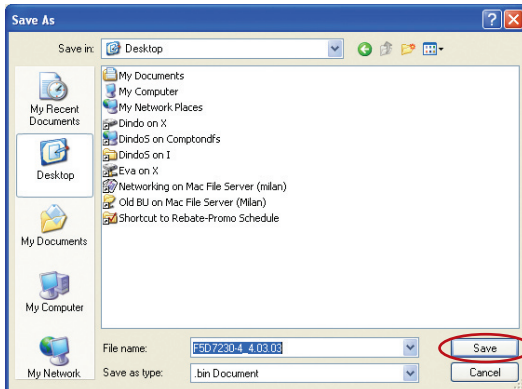 Save As
Save in:
Desktop
My Recent
Documents
Desktop
My Documents
My Computer
My Network
My Documents
My Computer
My Network Places
Dindo on X
DindoS on Comptondfs
DindoS on I
Eva on X
Networking on Mac File Server (milan)
Old BU on Mac File Server (Milan)
Shortcut to Rebate-Promo Schedule
File name:
F5D7230-4_4.03.03
Save
Save as type:
.bin Document
Cancel